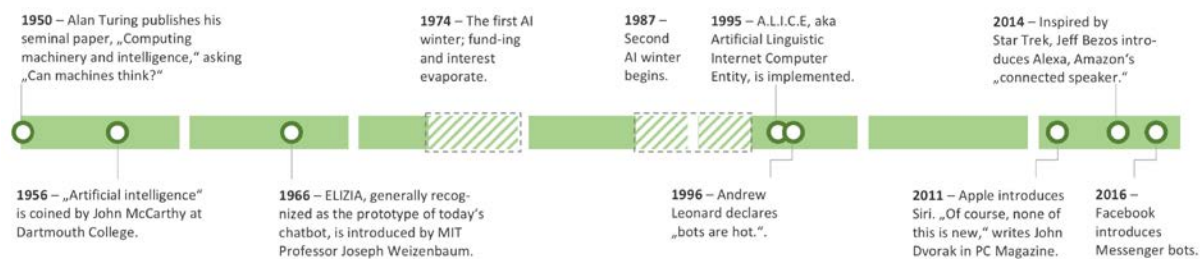 1950 – Alan Turing publishes his
seminal paper, „Computing
machinery and intelligence,“ asking
„Can machines think?“
1974 – The first AI
winter; fund-ing
and interest
evaporate.
1987 –
Second
AI winter
begins.
1995 – A.L.I.C.E, aka
Artificial Linguistic
Internet Computer
Entity, is implemented.
2014 – Inspired by
Star Trek, Jeff Bezos intro-
duces Alexa, Amazon’s
„connected speaker.“
1956 – „Artificial intelligence“
is coined by John McCarthy at
Dartmouth College.
1966 – ELIZIA, generally recog-
nized as the prototype of today’s
chatbot, is introduced by MIT
Professor Joseph Weizenbaum.
1996 – Andrew
Leonard declares
„bots are hot.“.
2011 – Apple introduces
Siri. „Of course, none of
this is new,“ writes John
Dvorak in PC Magazine.
2016 –
Facebook
introduces
Messenger bots.